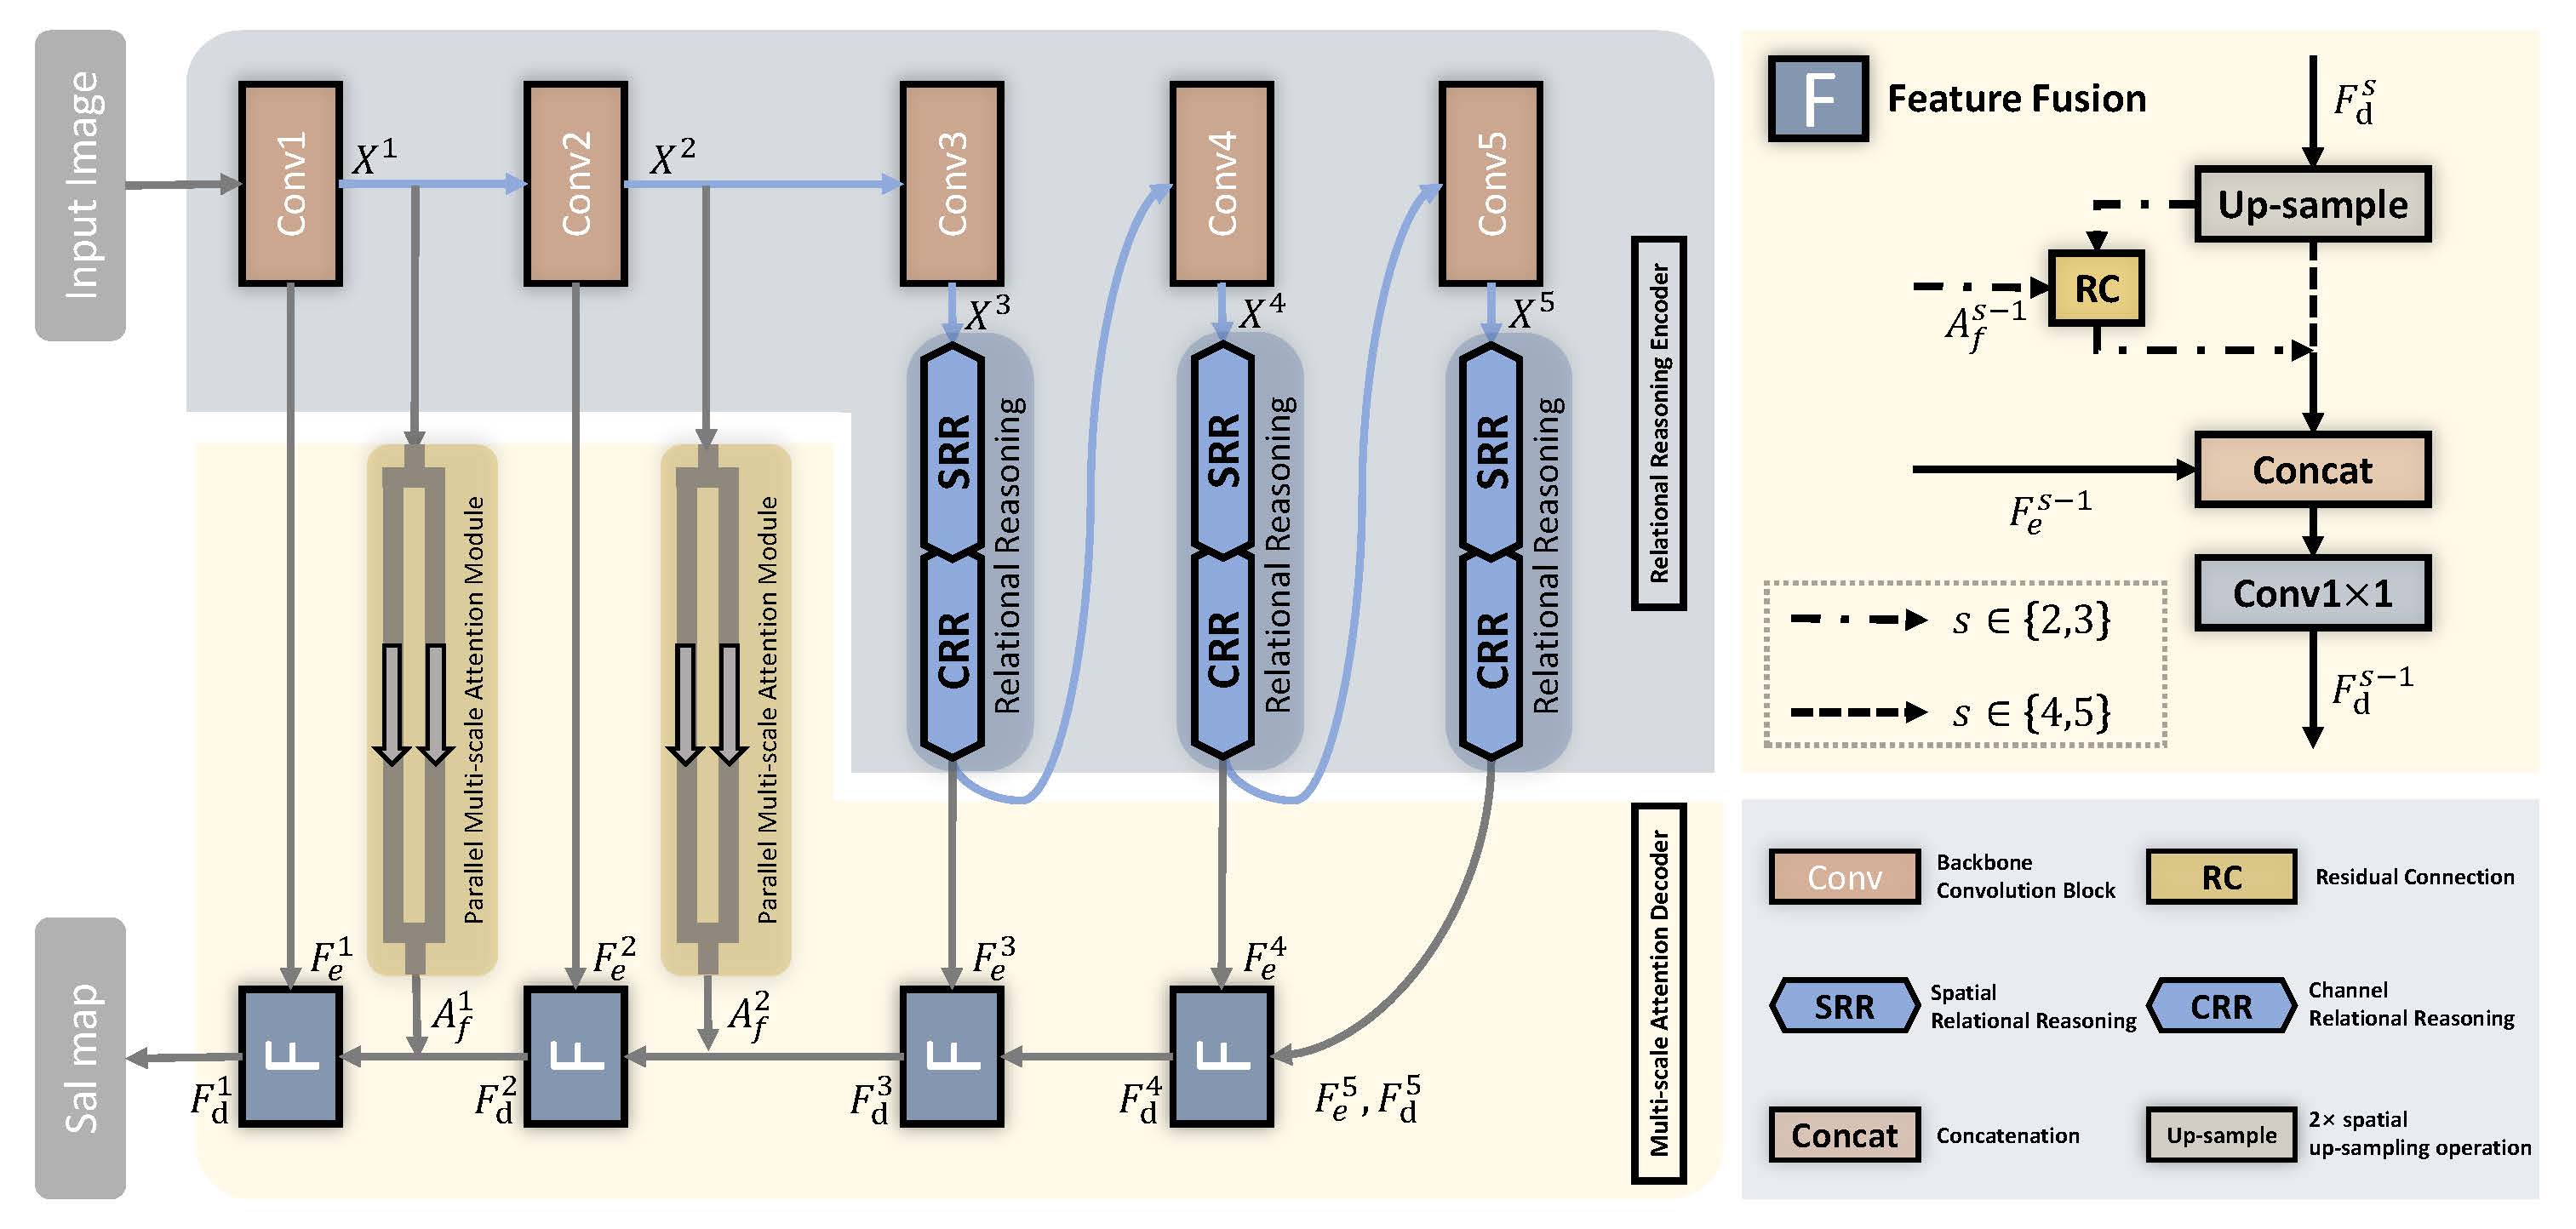 Input Image
Conv1
X^1
Conv2
X^2
Conv3
Conv4
Conv5
X^3
X^4
X^5
SRR
CRR
Relational Reasoning
SRR
CRR
Relational Reasoning
SRR
CRR
Relational Reasoning
Relational Reasoning Encoder
Parallel Multi-scale Attention Module
Parallel Multi-scale Attention Module
F_e^1
A_f^1
F_e^2
A_f^2
F_e^3
F_e^4
Sal map
F_d^1
F
F_d^2
F
F_d^3
F
F_d^4
F
F_e^5, F_d^5
Multi-scale Attention Decoder
F Feature Fusion
F_d^s
Up-sample
RC
A_f^{s-1}
Concat
F_e^{s-1}
Conv1×1
F_d^{s-1}
s ∈ {2,3}
s ∈ {4,5}
Conv
Backbone
Convolution Block
RC
Residual Connection
SRR
Spatial
Relational Reasoning
CRR
Channel
Relational Reasoning
Concat
Concatenation
Up-sample
2× spatial
up-sampling operation